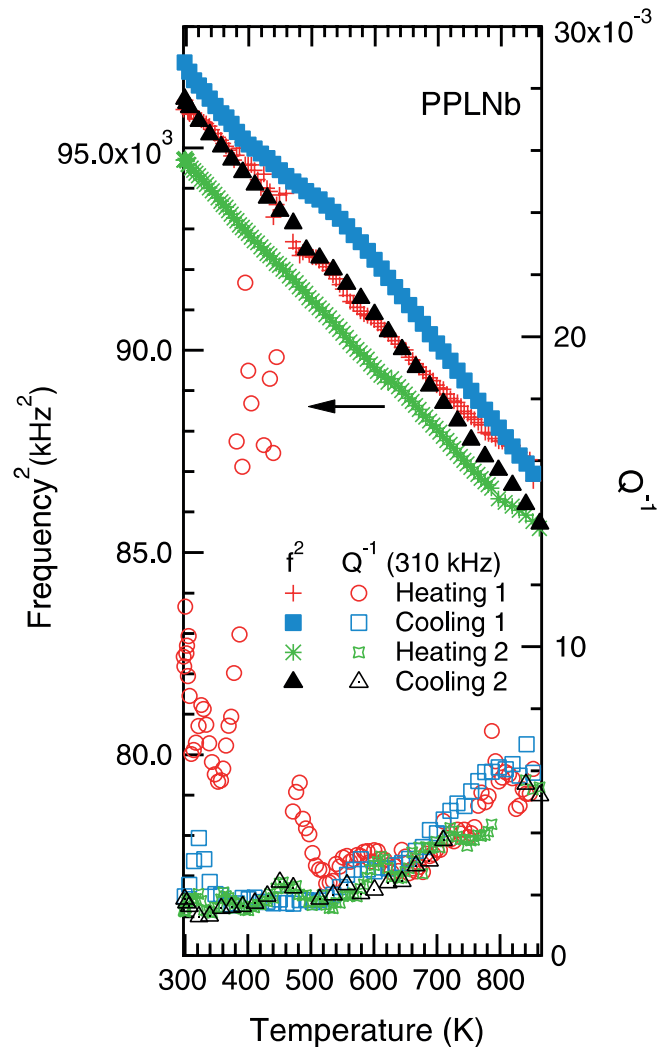 30x10⁻³
PPLNb
95.0x10³
90.0
20
Frequency² (kHz²)
Q⁻¹
85.0
f² Q⁻¹ (310 kHz)
Heating 1
Cooling 1
10
Heating 2
Cooling 2
80.0
0
300 400 500 600 700 800
Temperature (K)